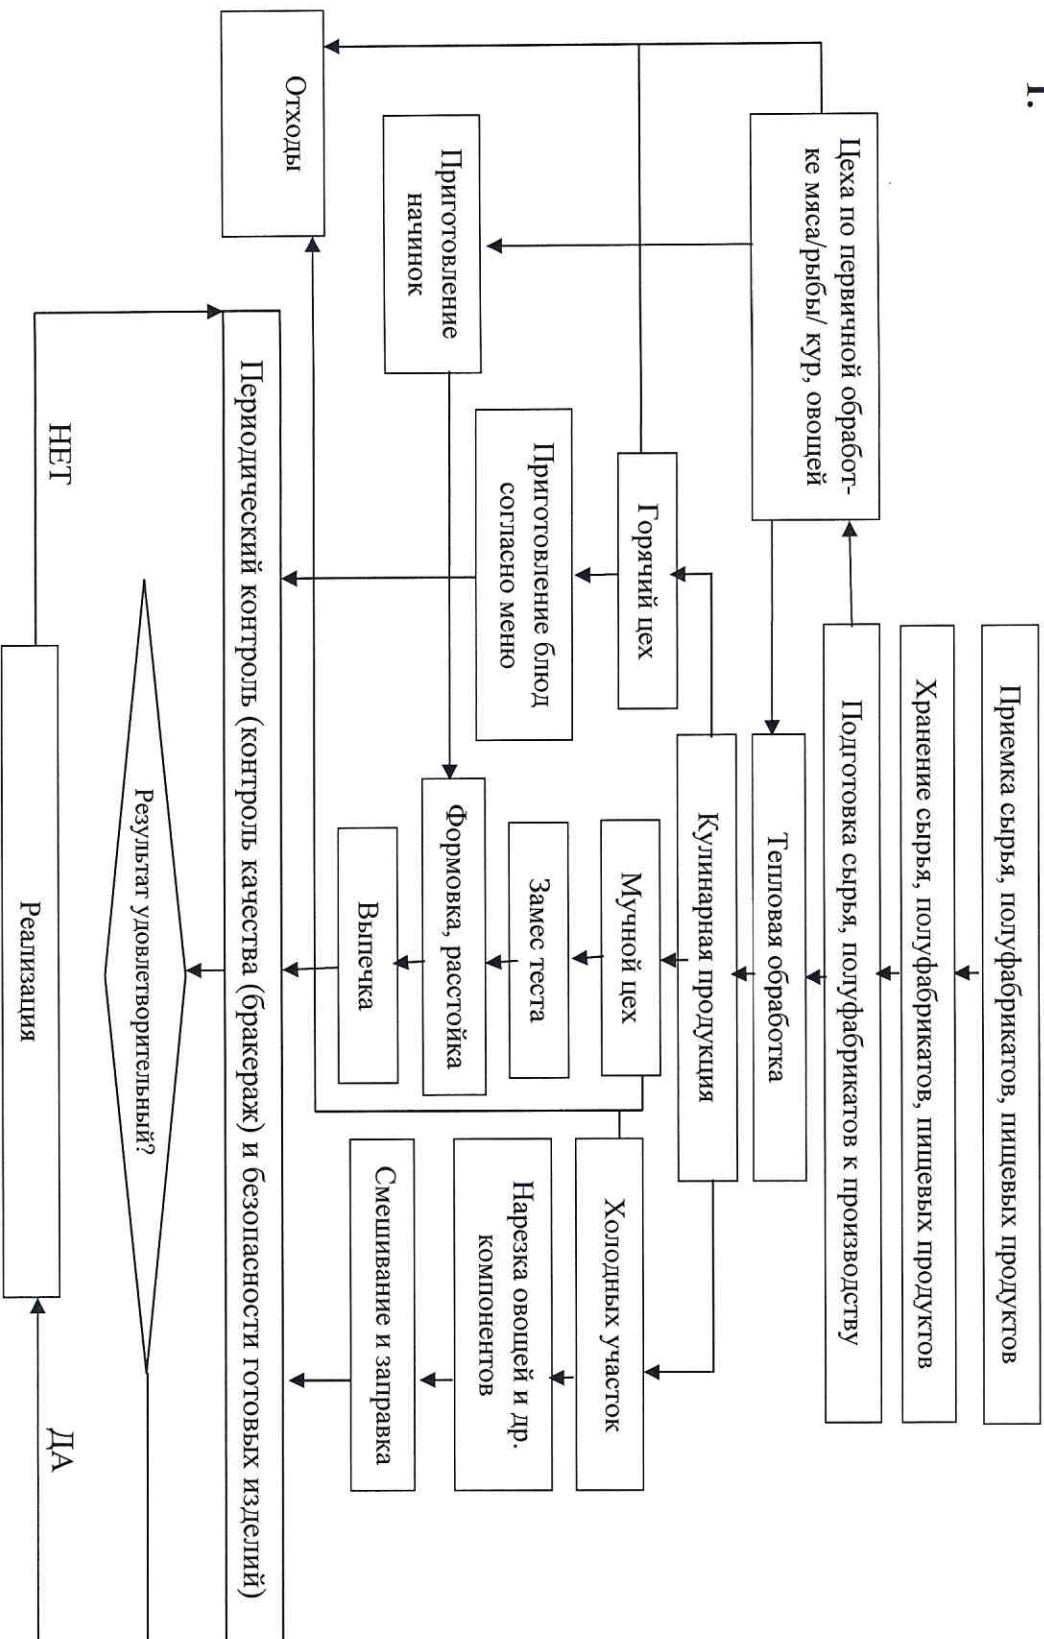 1.
Приемка сырья, полуфабрикатов, пищевых продуктов
Хранение сырья, полуфабрикатов, пищевых продуктов
Подготовка сырья, полуфабрикатов к производству
Цеха по первичной обработ-
ке мяса/рыбы/ кур, овощей
Тепловая обработка
Кулинарная продукция
Горячий цех
Мучной цех
Холодных участок
Приготовление блюд
согласно меню
Замес теста
Нарезка овощей и др.
компонентов
Приготовление
начинок
Формовка, расстойка
Смешивание и заправка
Выпечка
Отходы
Периодический контроль (контроль качества (бракераж) и безопасности готовых изделий)
Результат удовлетворительный?
НЕТ
ДА
Реализация